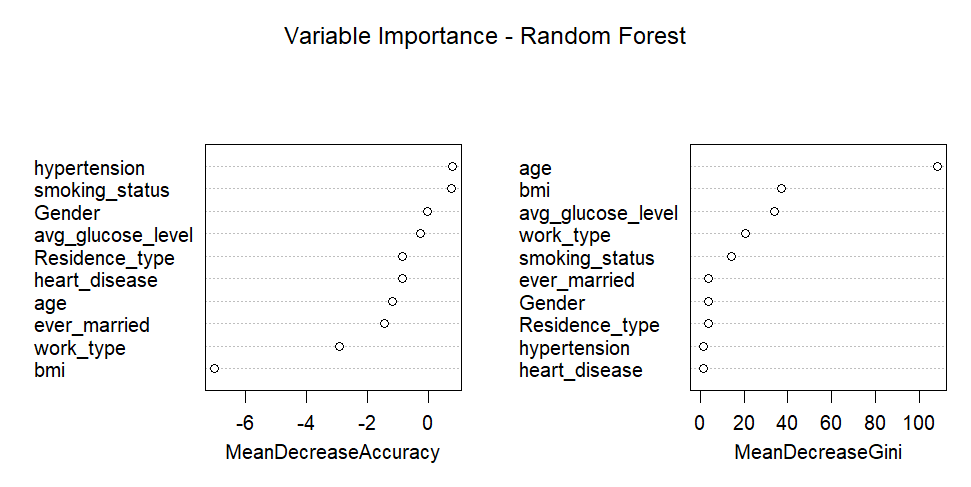 Variable Importance - Random Forest
hypertension
smoking_status
Gender
avg_glucose_level
Residence_type
heart_disease
age
ever_married
work_type
bmi
-6 -4 -2 0
MeanDecreaseAccuracy
age
bmi
avg_glucose_level
work_type
smoking_status
ever_married
Gender
Residence_type
hypertension
heart_disease
0 20 40 60 80 100
MeanDecreaseGini